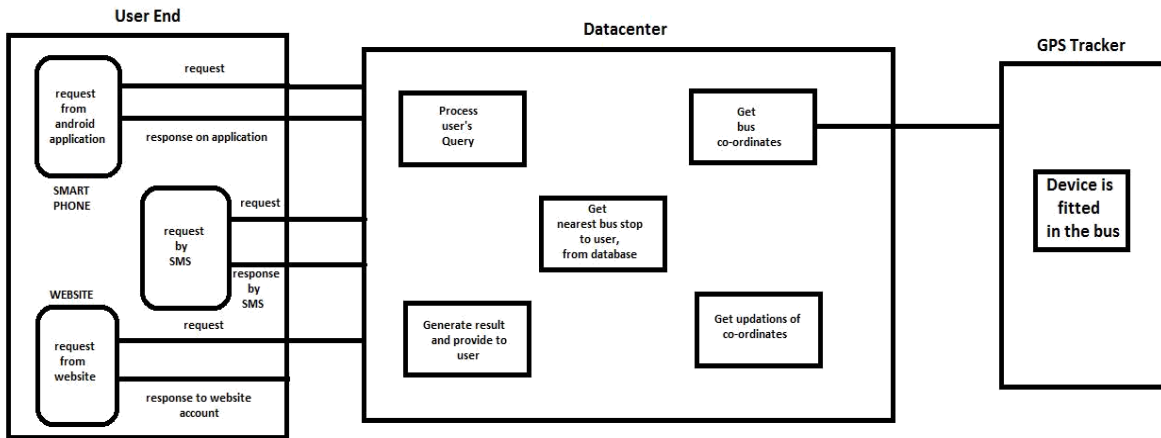 User End
request
from
android
application
SMART
PHONE
request
response on application
request
by
SMS
request
response
by
SMS
WEBSITE
request
from
website
request
response to website
account
Datacenter
Process
user's
Query
Get
bus
co-ordinates
Get
nearest bus stop
to user,
from database
Generate result
and provide to
user
Get updations of
co-ordinates
GPS Tracker
Device is
fitted
in the bus